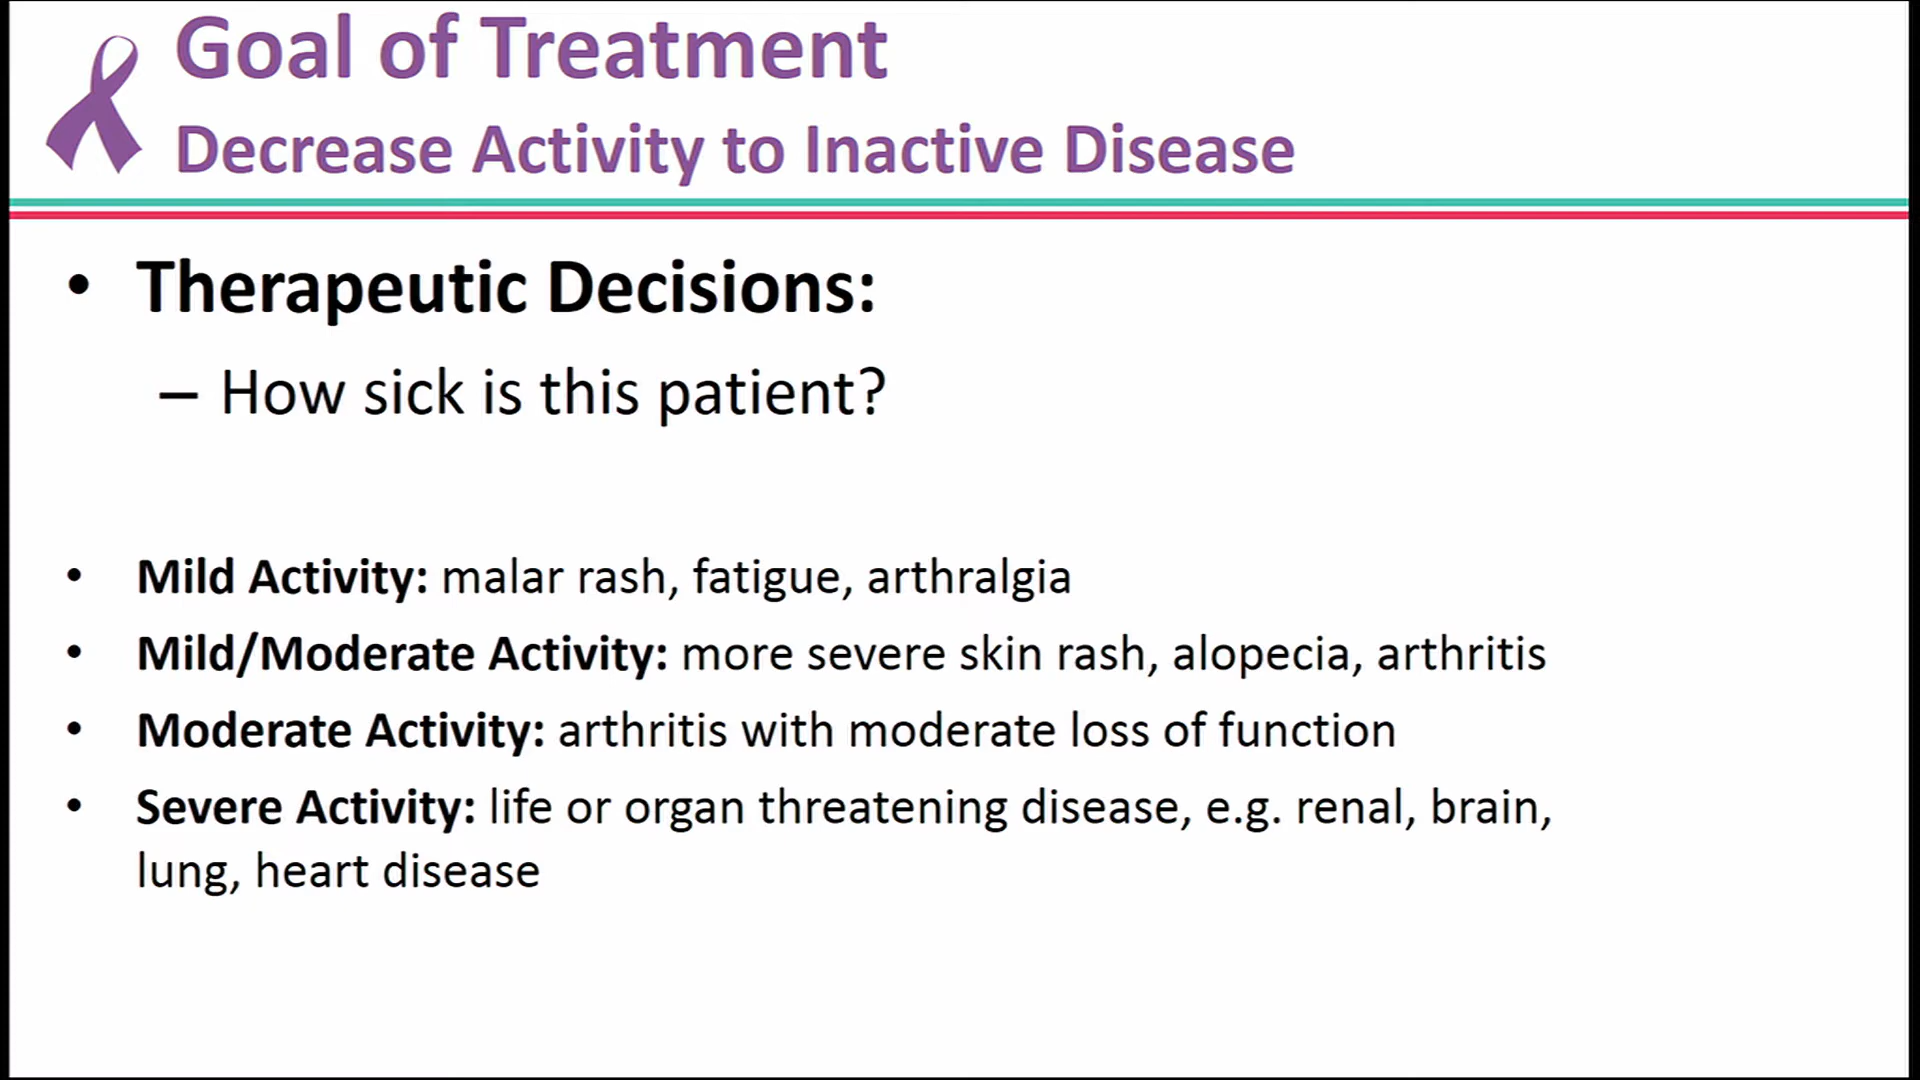 Goal of Treatment
Decrease Activity to Inactive Disease
• Therapeutic Decisions:
– How sick is this patient?
• Mild Activity: malar rash, fatigue, arthralgia
• Mild/Moderate Activity: more severe skin rash, alopecia, arthritis
• Moderate Activity: arthritis with moderate loss of function
• Severe Activity: life or organ threatening disease, e.g. renal, brain,
lung, heart disease